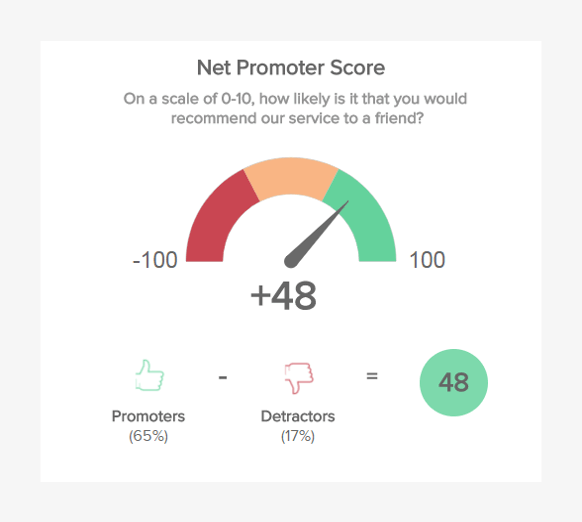 Net Promoter Score
On a scale of 0-10, how likely is it that you would
recommend our service to a friend?
-100
100
+48
-
=
48
Promoters
Detractors
(65%)
(17%)